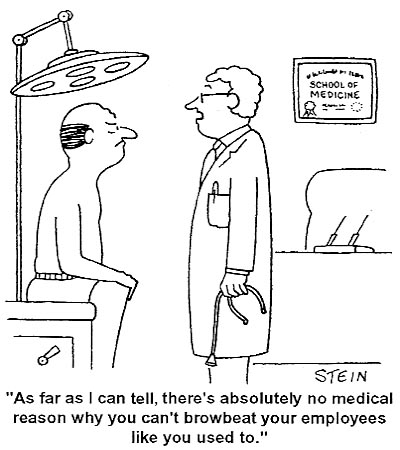 SCHOOL OF
MEDICINE
STEIN
"As far as I can tell, there's absolutely no medical
reason why you can't browbeat your employees
like you used to."